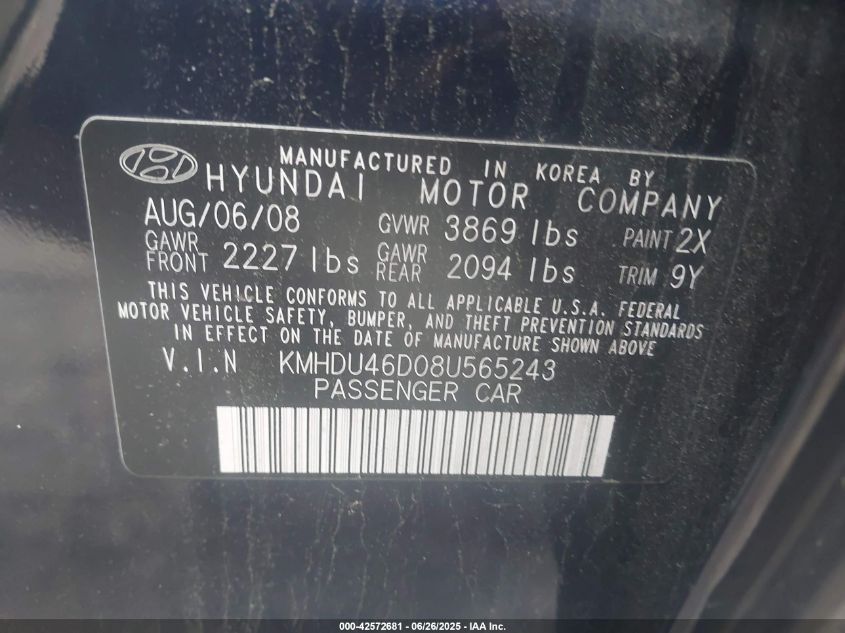 MANUFACTURED IN KOREA BY
HYUNDAI MOTOR COMPANY
AUG/06/08 GVWR 3869 lbs PAINT 2X
GAWR FRONT 2227 lbs GAWR REAR 2094 lbs TRIM 9Y
THIS VEHICLE CONFORMS TO ALL APPLICABLE U.S.A. FEDERAL
MOTOR VEHICLE SAFETY, BUMPER, AND THEFT PREVENTION STANDARDS
IN EFFECT ON THE DATE OF MANUFACTURE SHOWN ABOVE
V.I.N KMHDU46D08U565243
PASSENGER CAR
000-42572681 - 06/26/2025 - IAA Inc.